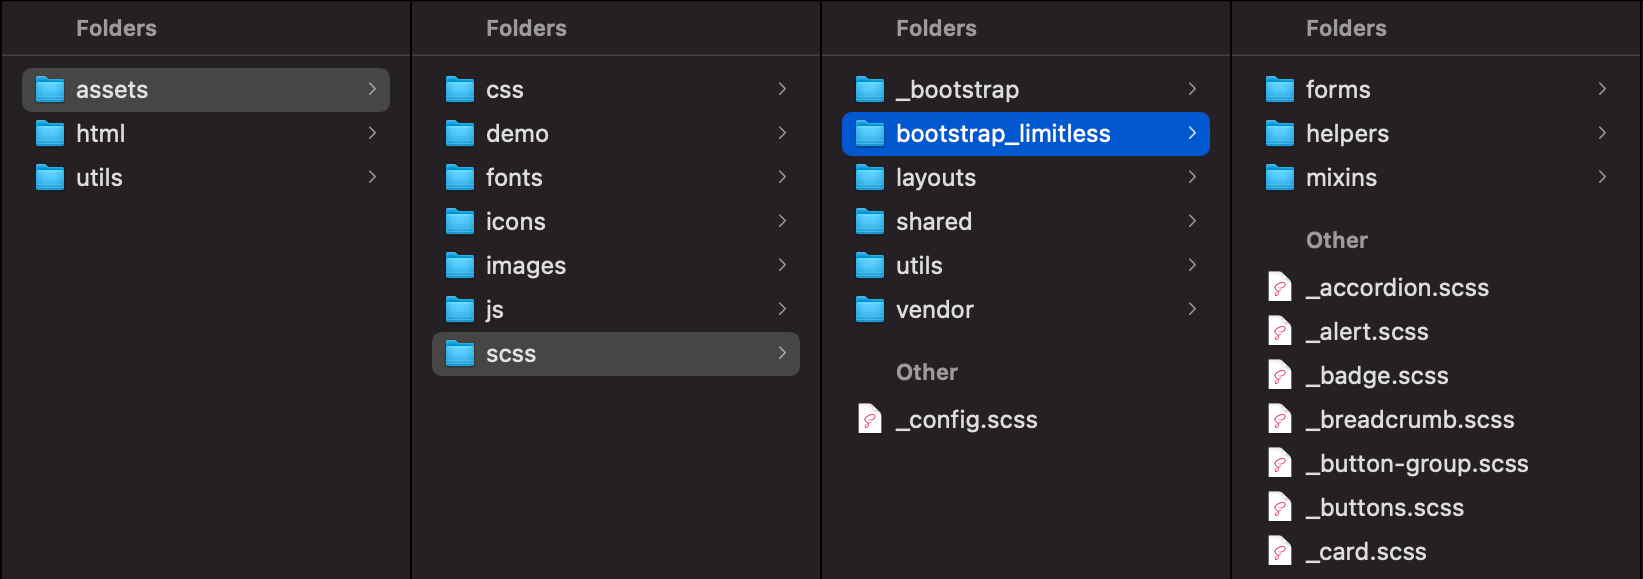 Folders
assets
html
utils
Folders
css
demo
fonts
icons
images
js
scss
Folders
_bootstrap
bootstrap_limitless
layouts
shared
utils
vendor
Other
_config.scss
Folders
forms
helpers
mixins
Other
_accordion.scss
_alert.scss
_badge.scss
_breadcrumb.scss
_button-group.scss
_buttons.scss
_card.scss